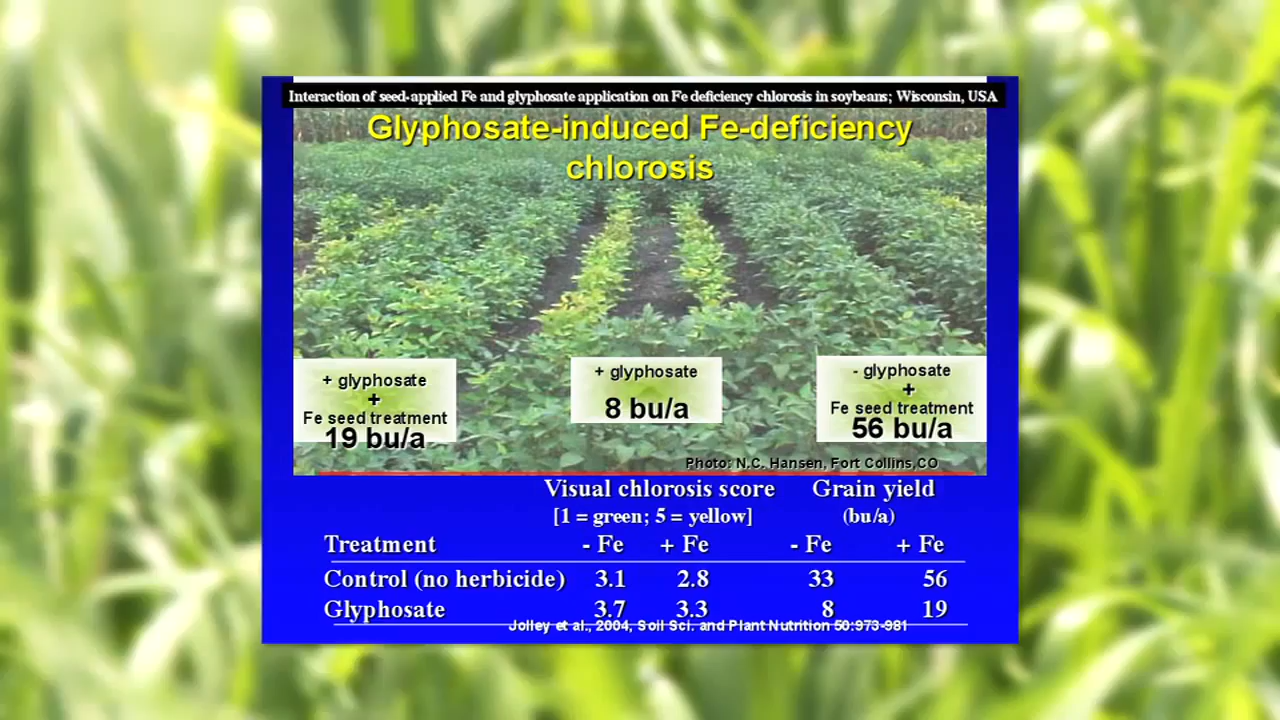 Interaction of seed-applied Fe and glyphosate application on Fe deficiency chlorosis in soybeans; Wisconsin, USA
Glyphosate-induced Fe-deficiency
chlorosis
+ glyphosate
+
Fe seed treatment
19 bu/a
+ glyphosate
8 bu/a
- glyphosate
+
Fe seed treatment
56 bu/a
Photo: N.C. Hansen, Fort Collins,CO
Visual chlorosis score Grain yield
[1 = green; 5 = yellow] (bu/a)
Treatment - Fe + Fe - Fe + Fe
Control (no herbicide) 3.1 2.8 33 56
Glyphosate 3.7 3.3 8 19
Jolley et al., 2004, Soil Sci. and Plant Nutrition 50:973-981